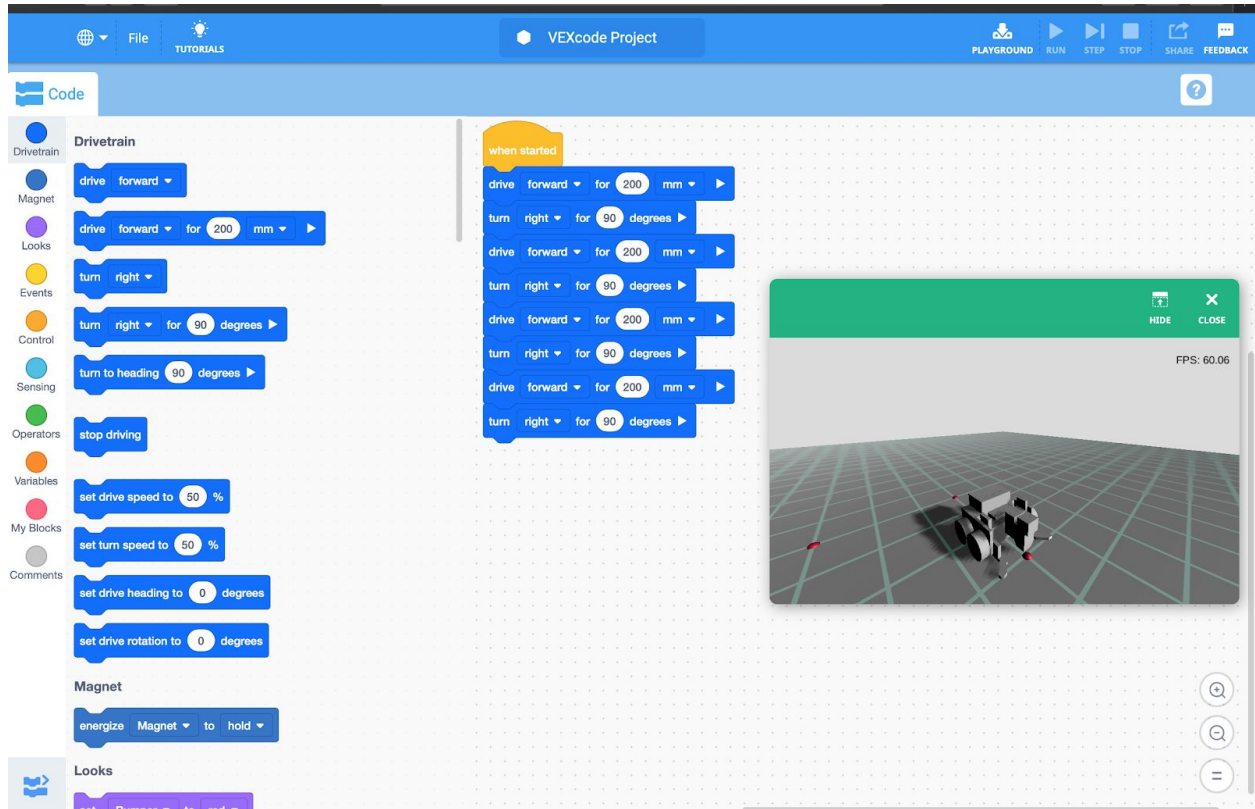 File
TUTORIALS
VEXcode Project
PLAYGROUND
RUN
STEP
STOP
SHARE
FEEDBACK
Code
?
Drivetrain
Magnet
Looks
Events
Control
Sensing
Operators
Variables
My Blocks
Comments
Drivetrain
drive forward
drive forward for 200 mm
turn right
turn right for 90 degrees
turn to heading 90 degrees
stop driving
set drive speed to 50 %
set turn speed to 50 %
set drive heading to 0 degrees
set drive rotation to 0 degrees
Magnet
energize Magnet to hold
Looks
when started
drive forward for 200 mm
turn right for 90 degrees
drive forward for 200 mm
turn right for 90 degrees
drive forward for 200 mm
turn right for 90 degrees
drive forward for 200 mm
turn right for 90 degrees
HIDE
CLOSE
FPS: 60.06